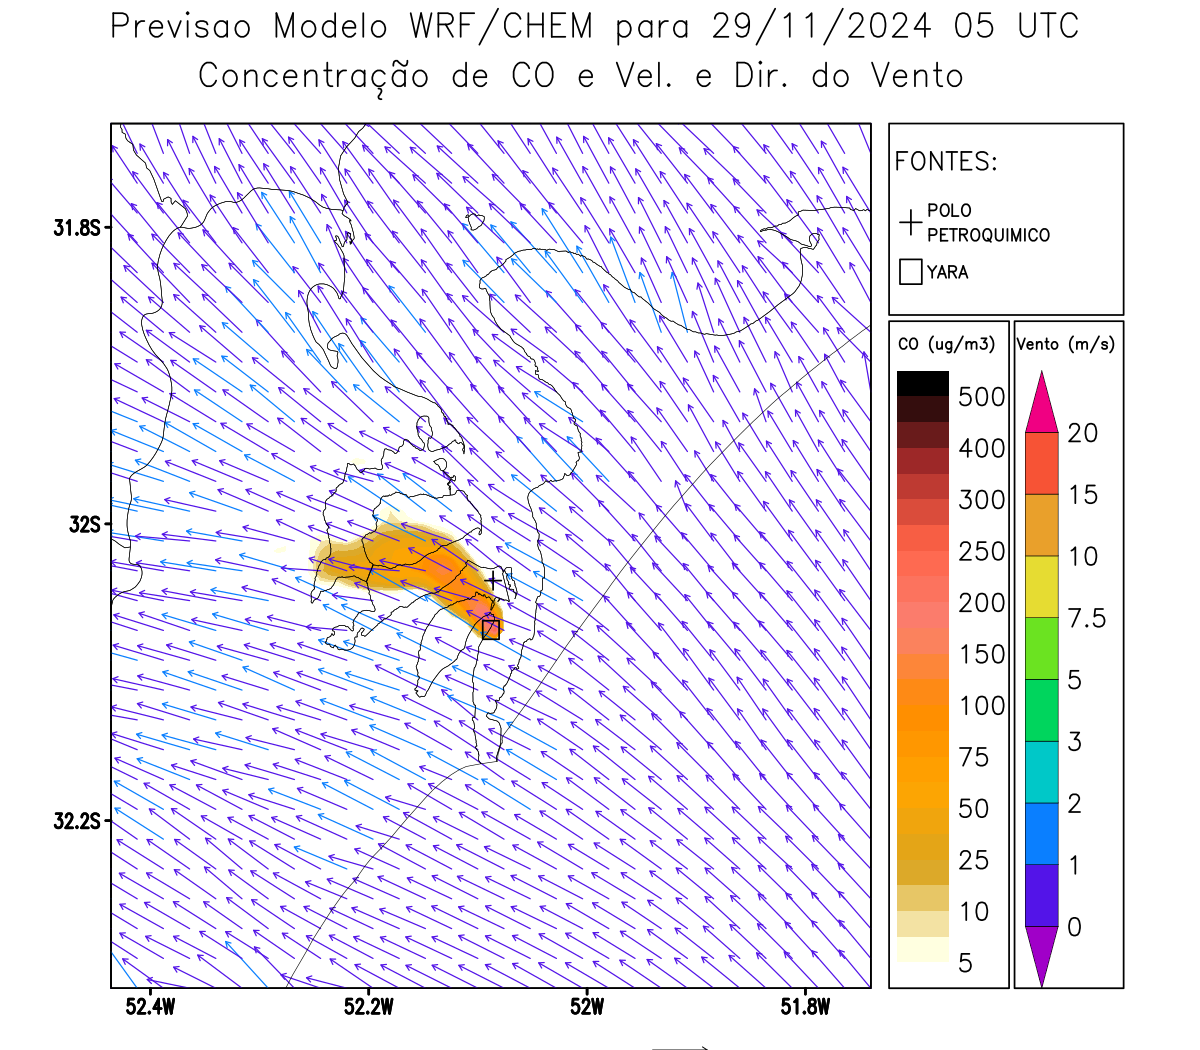 Previsao Modelo WRF/CHEM para 29/11/2024 05 UTC
Concentração de CO e Vel. e Dir. do Vento
FONTES:
POLO
PETROQUIMICO
YARA
31.8S
32S
32.2S
52.4W
52.2W
52W
51.8W
CO (ug/m3)
500
400
300
250
200
150
100
75
50
25
10
5
Vento (m/s)
20
15
10
7.5
5
3
2
1
0